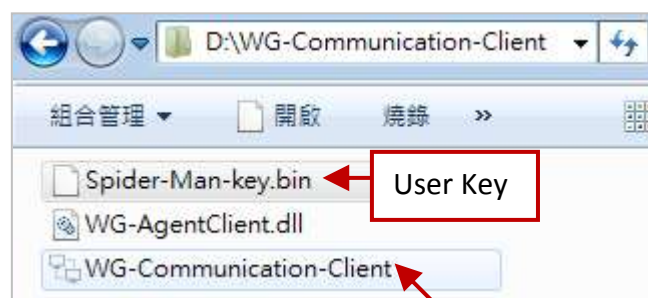 D:\WG-Communication-Client
組合管理 開啟 燒錄 »
Spider-Man-key.bin
User Key
WG-AgentClient.dll
WG-Communication-Client